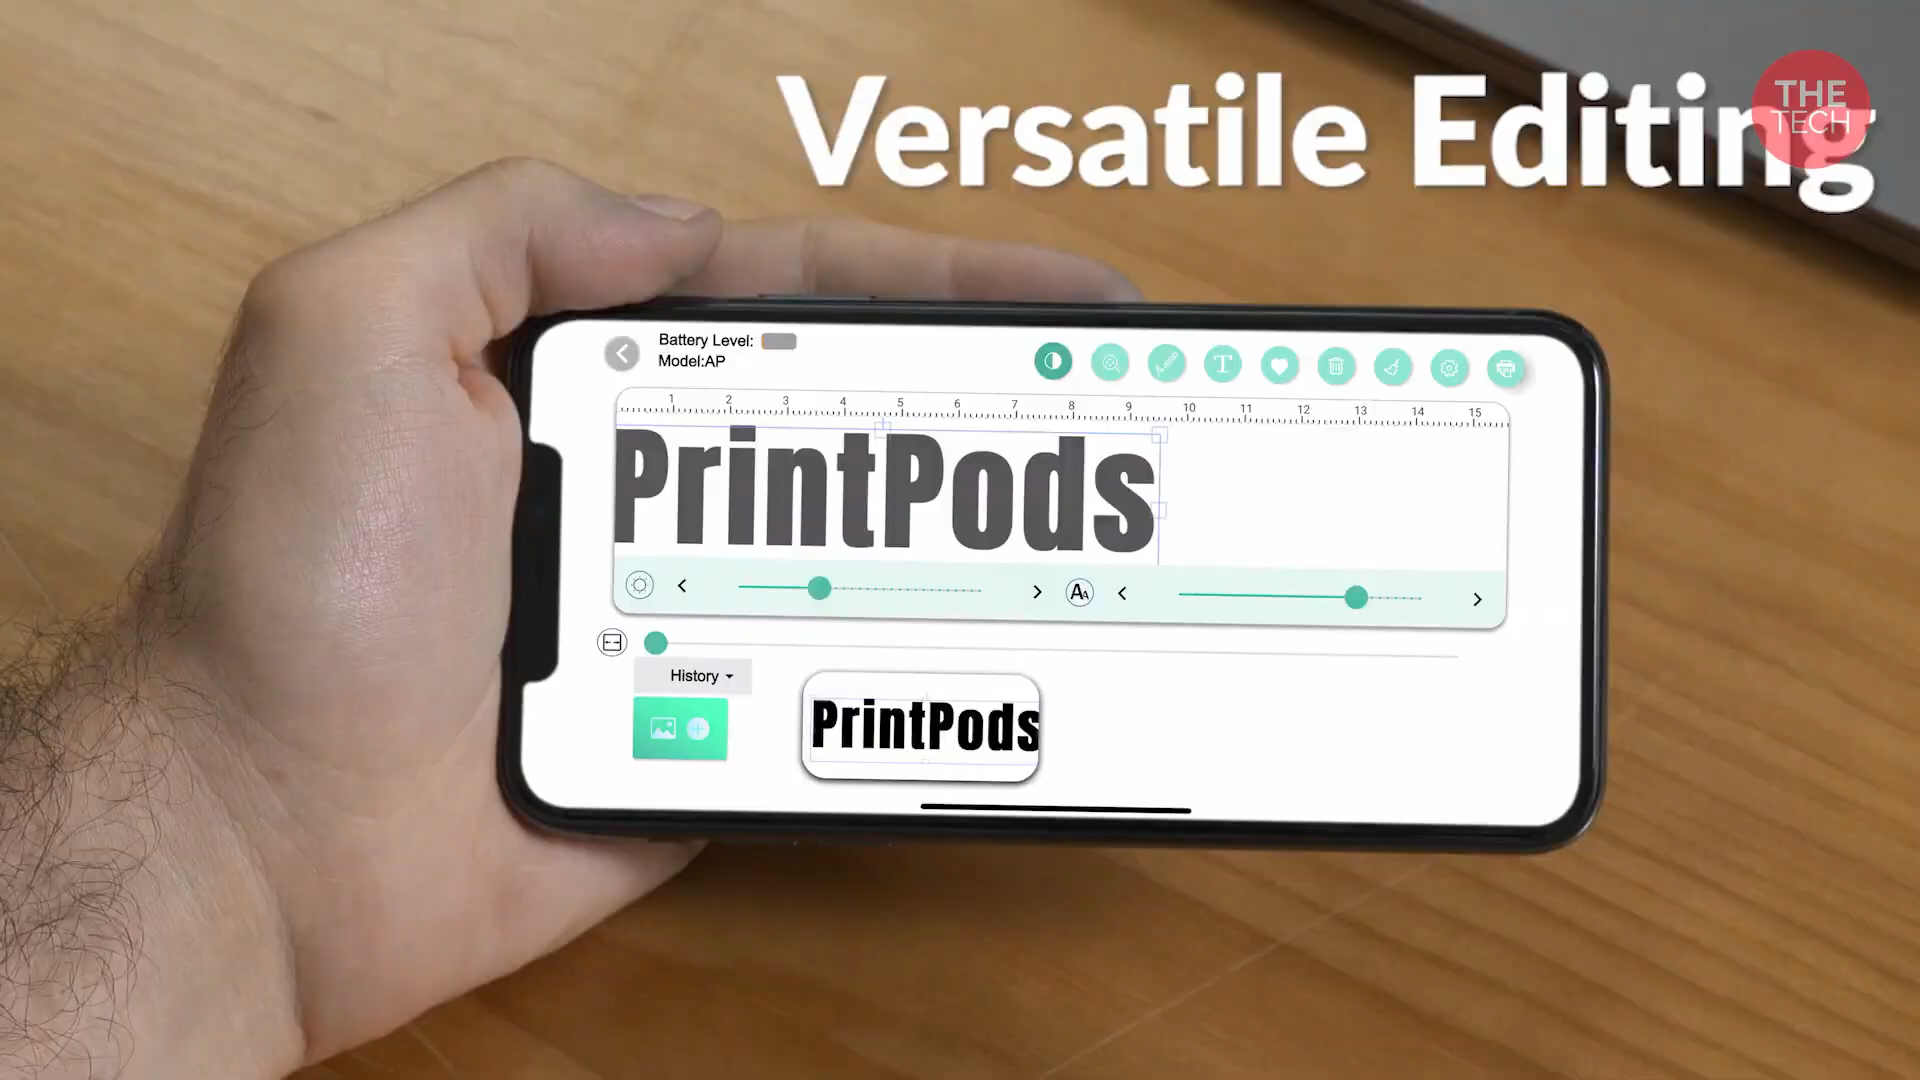 Versatile Editing
THE
TECH
Battery Level:
Model:AP
1 2 3 4 5 6 7 8 9 10 11 12 13 14 15
T
PrintPods
AA
History
PrintPods